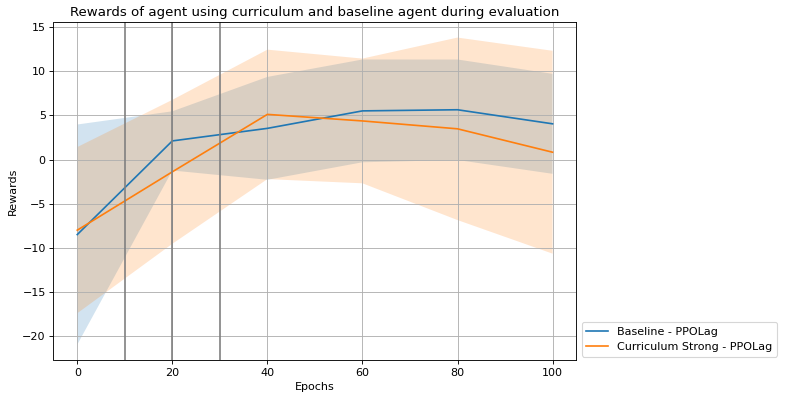 Rewards of agent using curriculum and baseline agent during evaluation
15
10
5
0
−5
−10
−15
−20
Rewards
0 20 40 60 80 100
Epochs
Baseline - PPOLag
Curriculum Strong - PPOLag